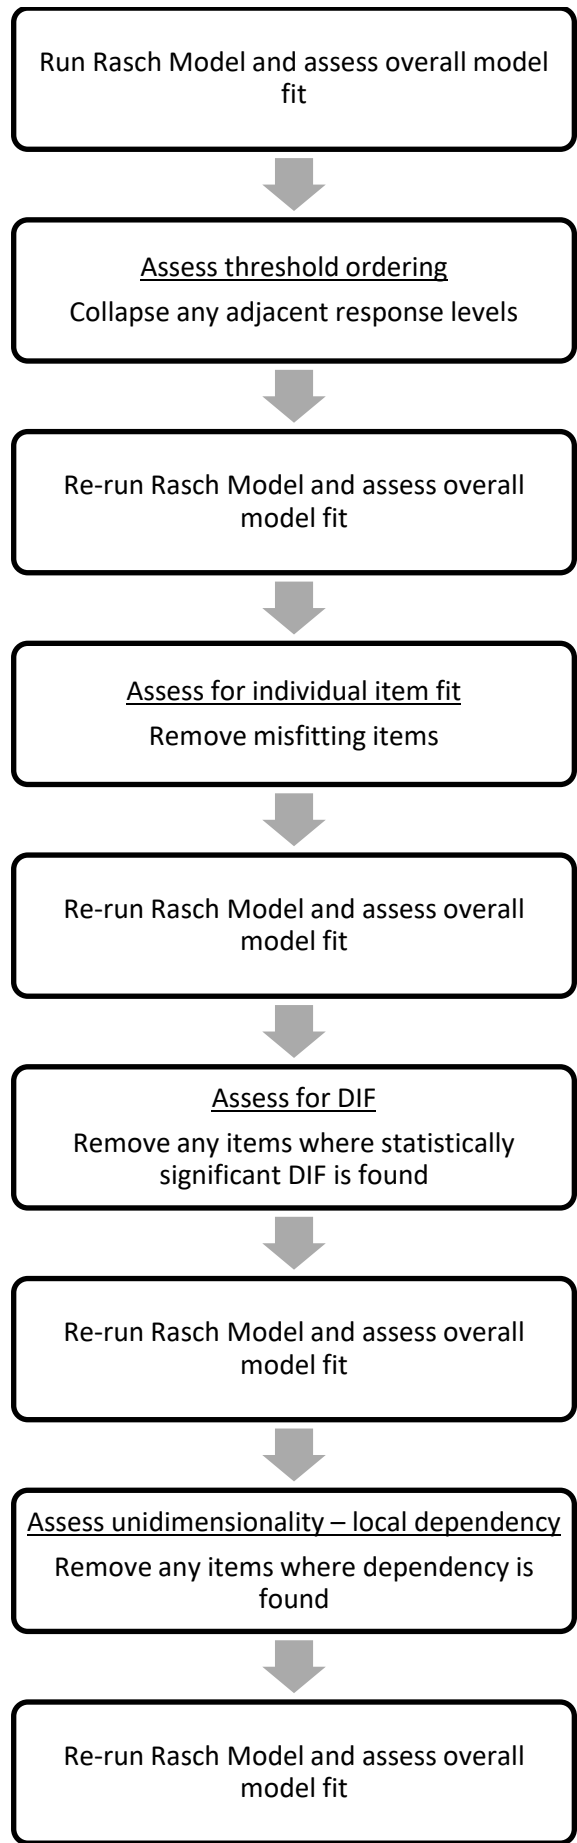 Run Rasch Model and assess overall model
fit
Assess threshold ordering
Collapse any adjacent response levels
Re-run Rasch Model and assess overall
model fit
Assess for individual item fit
Remove misfitting items
Re-run Rasch Model and assess overall
model fit
Assess for DIF
Remove any items where statistically
significant DIF is found
Re-run Rasch Model and assess overall
model fit
Assess unidimensionality – local dependency
Remove any items where dependency is
found
Re-run Rasch Model and assess overall
model fit